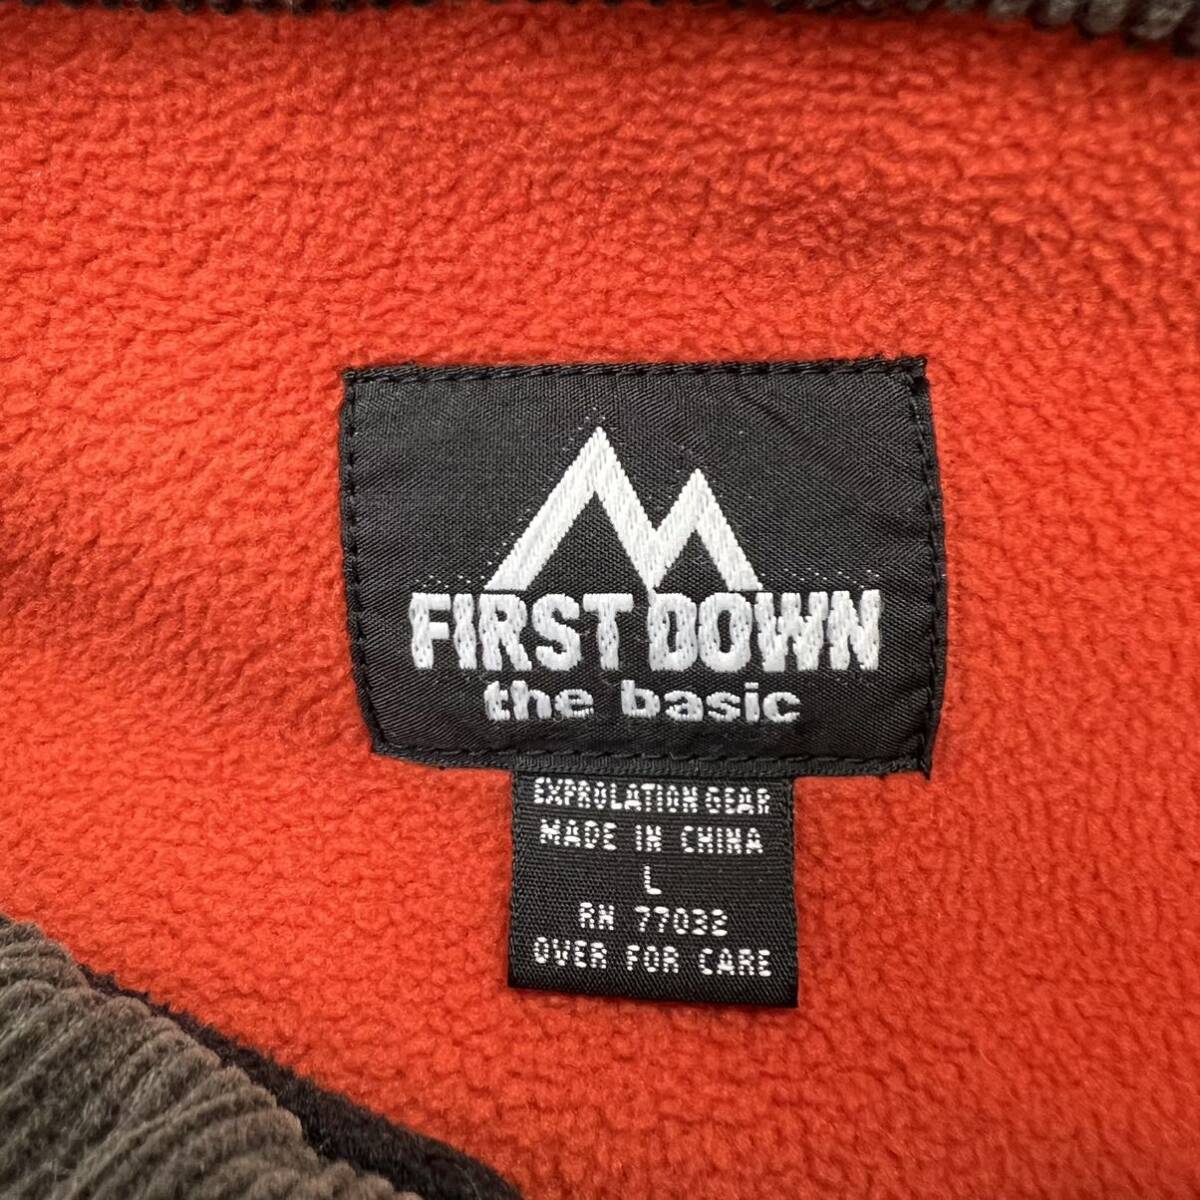 FIRST DOWN
the basic
EXPROLATION GEAR
MADE IN CHINA
L
RN 77032
OVER FOR CARE